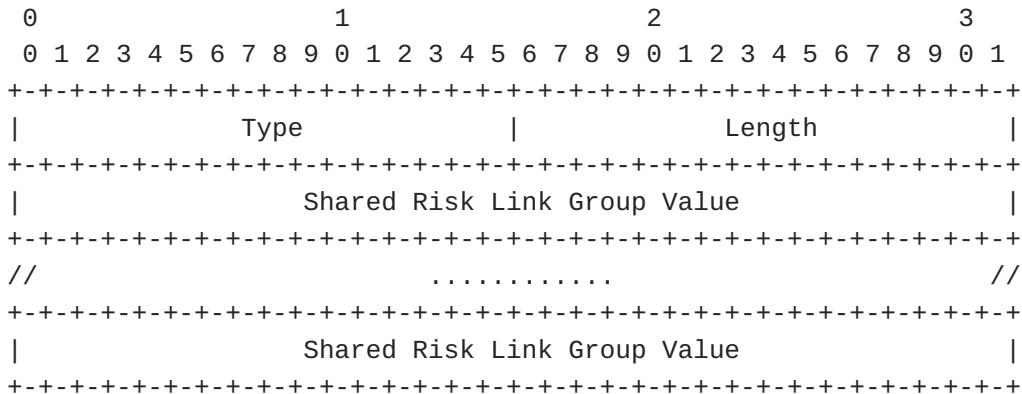 0                   1                   2                   3
 0 1 2 3 4 5 6 7 8 9 0 1 2 3 4 5 6 7 8 9 0 1 2 3 4 5 6 7 8 9 0 1
+-+-+-+-+-+-+-+-+-+-+-+-+-+-+-+-+-+-+-+-+-+-+-+-+-+-+-+-+-+-+-+-+
|              Type             |             Length            |
+-+-+-+-+-+-+-+-+-+-+-+-+-+-+-+-+-+-+-+-+-+-+-+-+-+-+-+-+-+-+-+-+
|                  Shared Risk Link Group Value                 |
+-+-+-+-+-+-+-+-+-+-+-+-+-+-+-+-+-+-+-+-+-+-+-+-+-+-+-+-+-+-+-+-+
//                         ............                        //
+-+-+-+-+-+-+-+-+-+-+-+-+-+-+-+-+-+-+-+-+-+-+-+-+-+-+-+-+-+-+-+-+
|                  Shared Risk Link Group Value                 |
+-+-+-+-+-+-+-+-+-+-+-+-+-+-+-+-+-+-+-+-+-+-+-+-+-+-+-+-+-+-+-+-+